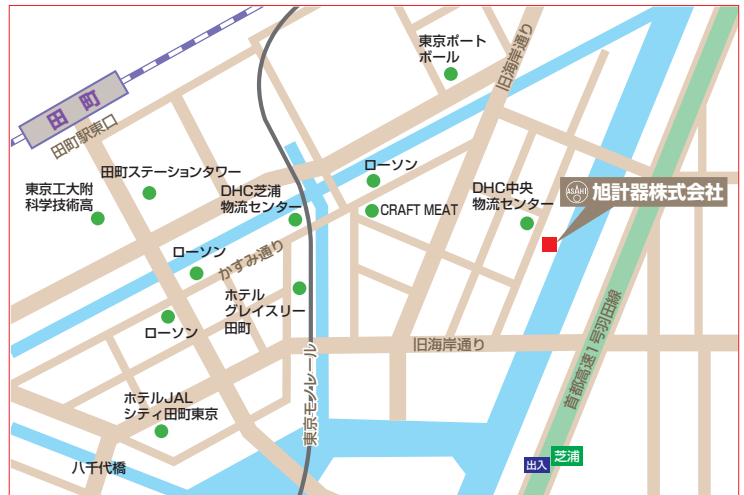 東京ポート
ボール
旧海岸通り
田町
田町駅東口
田町ステーションタワー
東京工大附
科学技術高
DHC芝浦
物流センター
ローソン
CRAFT MEAT
DHC中央
物流センター
ASAHI 旭計器株式会社
ローソン
かすみ通り
ホテル
グレイスリー
田町
ローソン
旧海岸通り
首都高速1号羽田線
東京モノレール
ホテルJAL
シティ田町東京
八千代橋
出入
芝浦